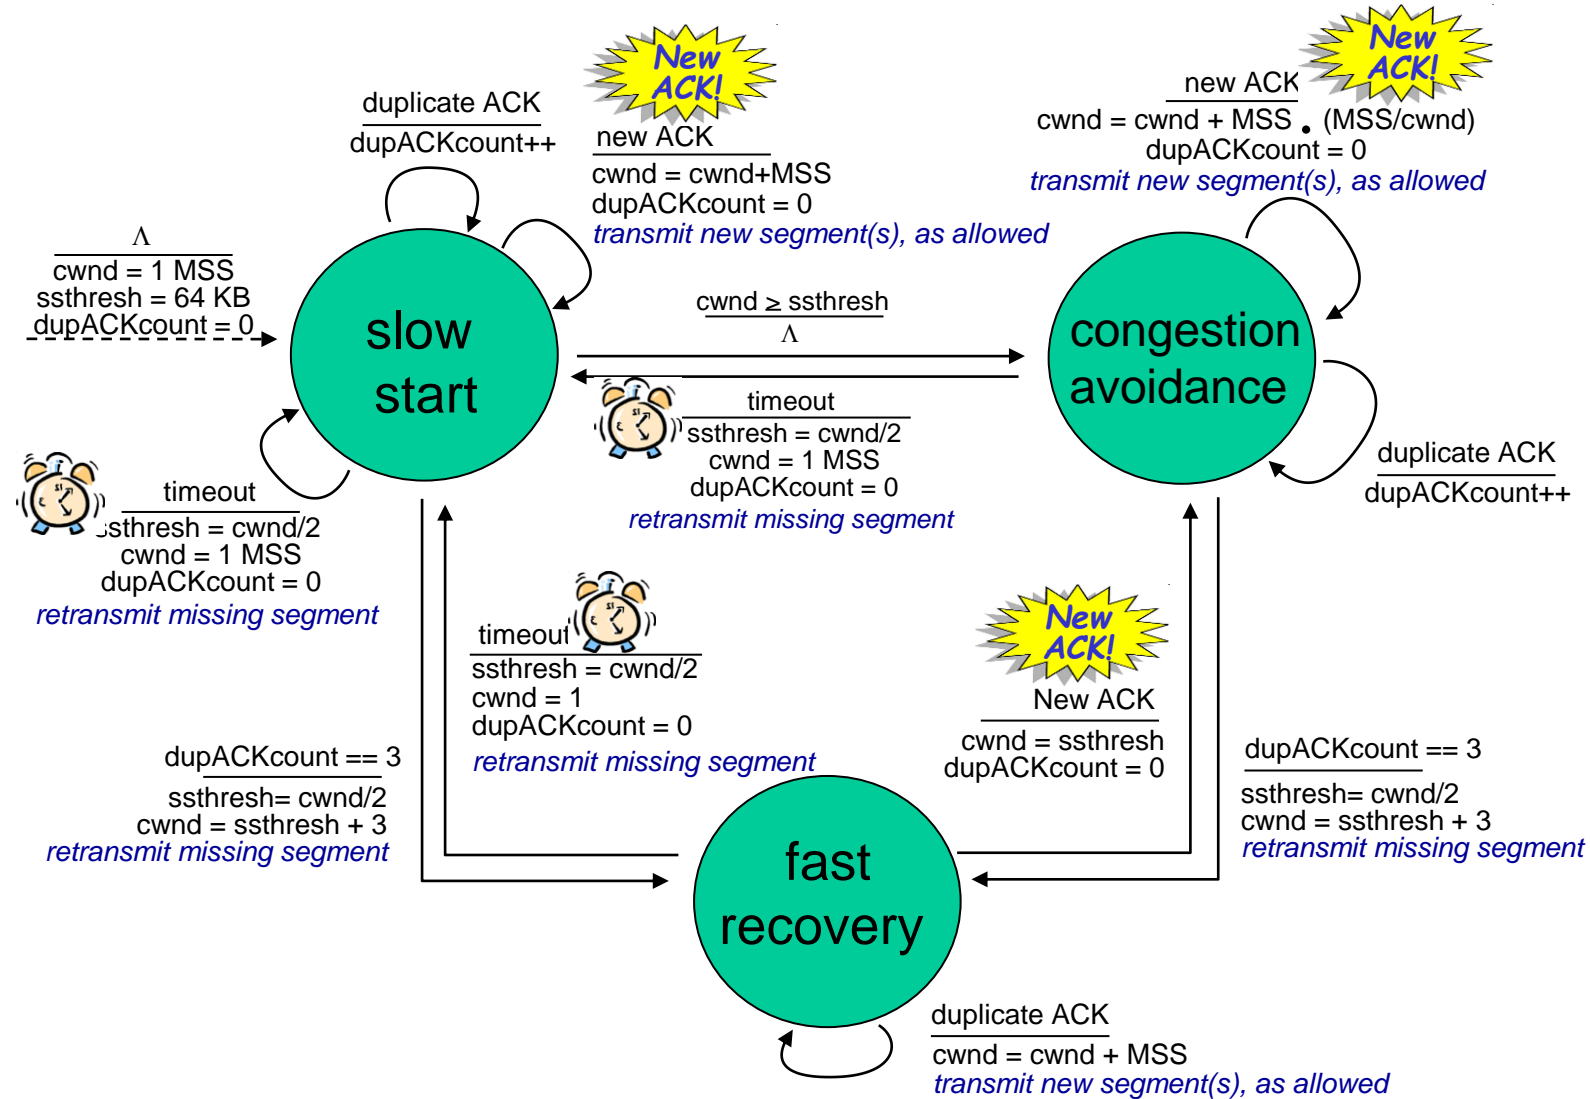 New
ACK!
duplicate ACK
dupACKcount++
new ACK
cwnd = cwnd+MSS
dupACKcount = 0
transmit new segment(s), as allowed
New
ACK!
new ACK
cwnd = cwnd + MSS • (MSS/cwnd)
dupACKcount = 0
transmit new segment(s), as allowed
Λ
cwnd = 1 MSS
ssthresh = 64 KB
dupACKcount = 0
slow
start
cwnd ≥ ssthresh
Λ
congestion
avoidance
timeout
ssthresh = cwnd/2
cwnd = 1 MSS
dupACKcount = 0
retransmit missing segment
duplicate ACK
dupACKcount++
timeout
ssthresh = cwnd/2
cwnd = 1 MSS
dupACKcount = 0
retransmit missing segment
timeout
ssthresh = cwnd/2
cwnd = 1
dupACKcount = 0
retransmit missing segment
New
ACK!
New ACK
cwnd = ssthresh
dupACKcount = 0
dupACKcount == 3
ssthresh= cwnd/2
cwnd = ssthresh + 3
retransmit missing segment
dupACKcount == 3
ssthresh= cwnd/2
cwnd = ssthresh + 3
retransmit missing segment
fast
recovery
duplicate ACK
cwnd = cwnd + MSS
transmit new segment(s), as allowed